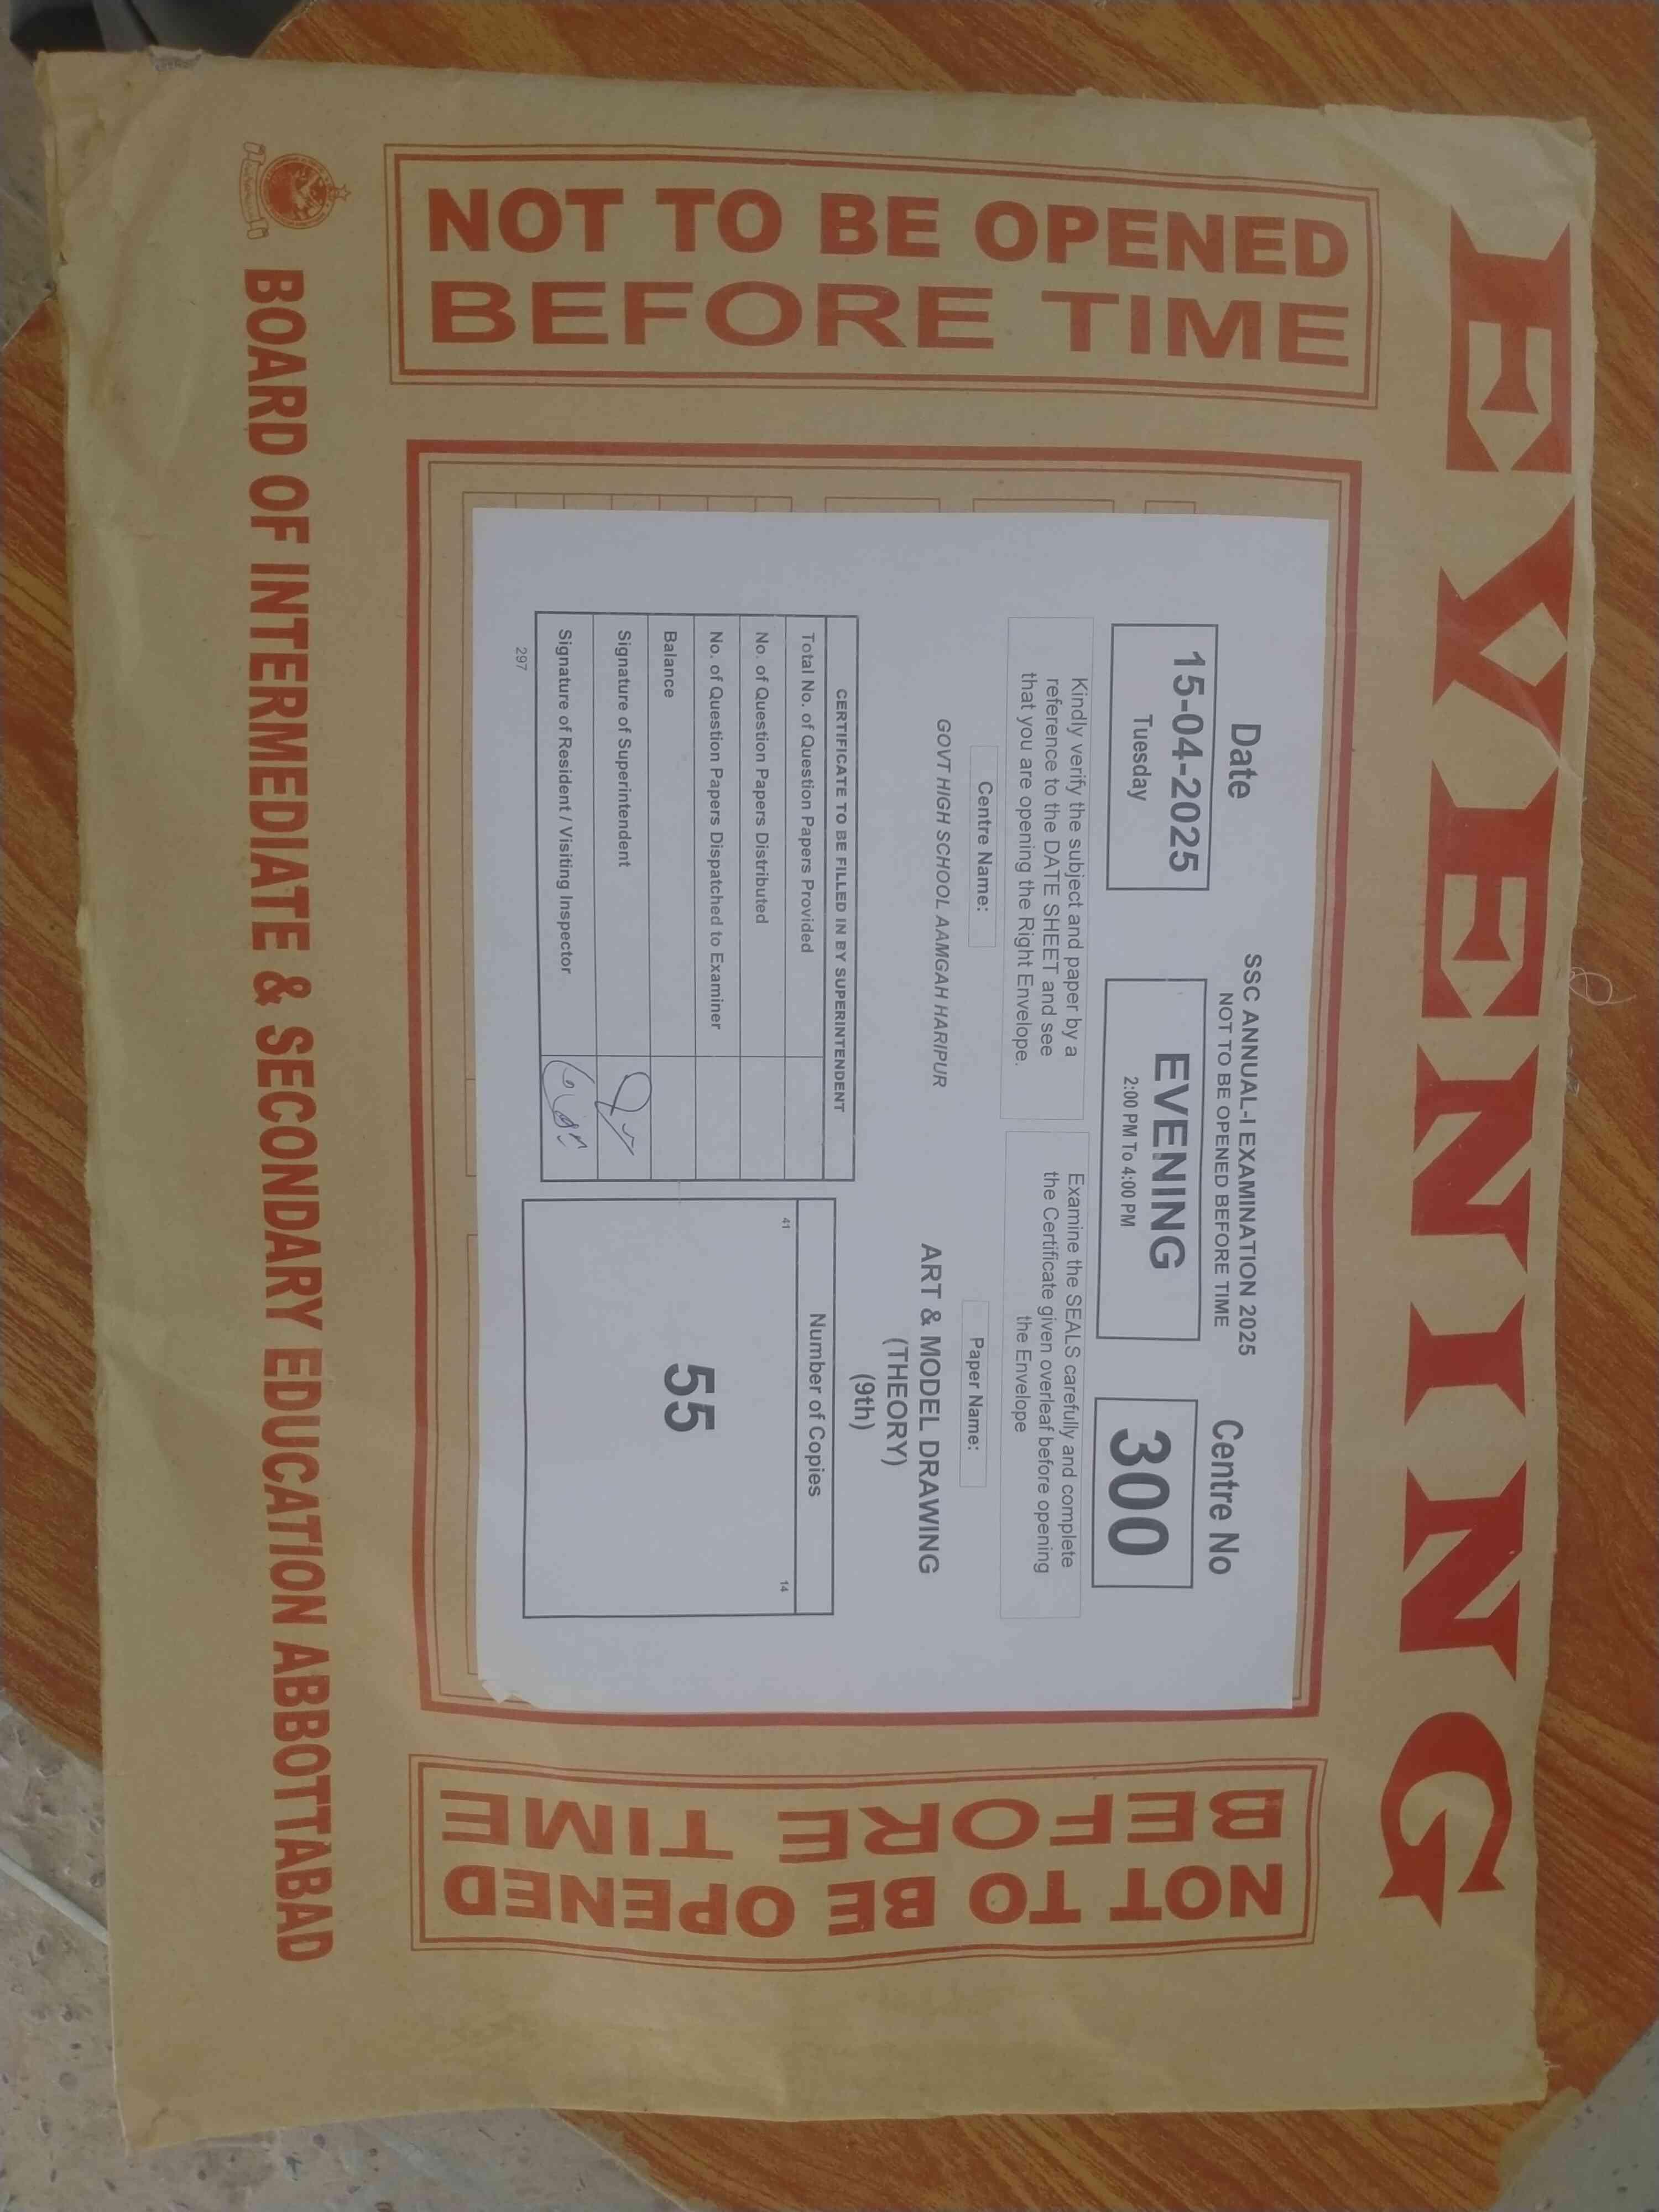 EVENING
NOT TO BE OPENED
BEFORE TIME
SSC ANNUAL-I EXAMINATION 2025
NOT TO BE OPENED BEFORE TIME
Date
15-04-2025
Tuesday
EVENING
2:00 PM To 4:00 PM
Centre No
300
Kindly verify the subject and paper by a
reference to the DATE SHEET and see
that you are opening the Right Envelope.
Examine the SEALS carefully and complete
the Certificate given overleaf before opening
the Envelope
Centre Name:
GOVT HIGH SCHOOL AAMGAH HARIPUR
Paper Name:
ART & MODEL DRAWING
(THEORY)
(9th)
CERTIFICATE TO BE FILLED IN BY SUPERINTENDENT
Total No. of Question Papers Provided
No. of Question Papers Distributed
No. of Question Papers Dispatched to Examiner
Balance
Signature of Superintendent
Signature of Resident / Visiting Inspector
297
Number of Copies
41
14
55
NOT TO BE OPENED
BEFORE TIME
BOARD OF INTERMEDIATE & SECONDARY EDUCATION ABBOTTABAD